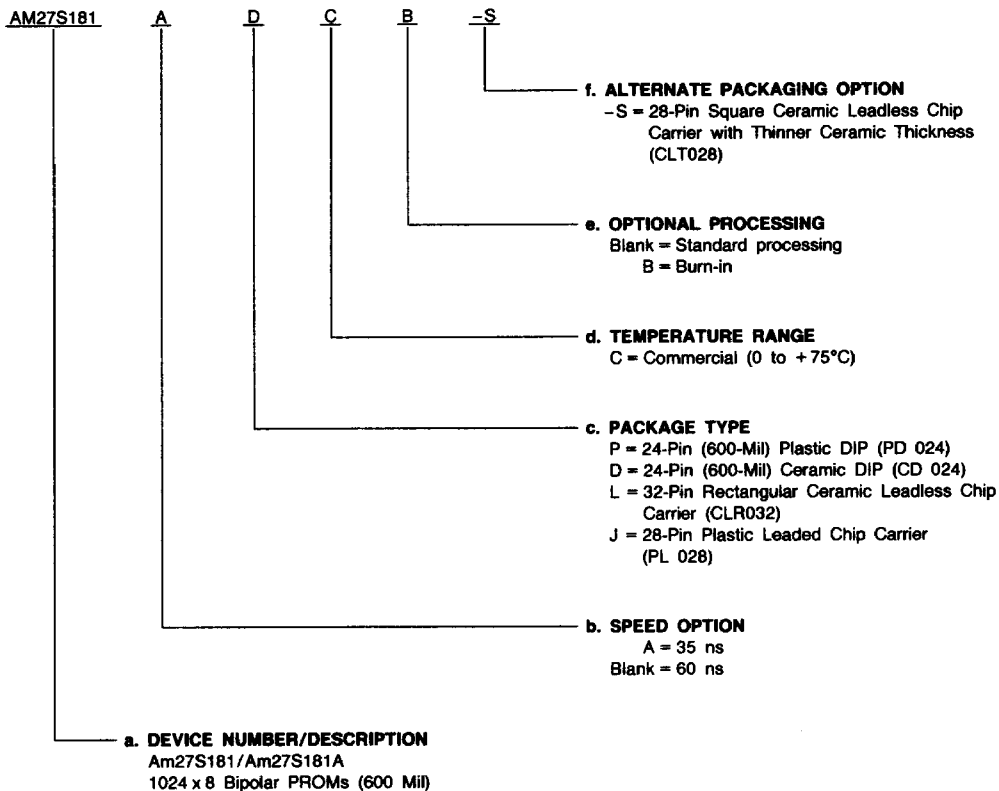 AM27S181 A D C B -S
f. ALTERNATE PACKAGING OPTION
-S = 28-Pin Square Ceramic Leadless Chip
Carrier with Thinner Ceramic Thickness
(CLT028)
e. OPTIONAL PROCESSING
Blank = Standard processing
B = Burn-in
d. TEMPERATURE RANGE
C = Commercial (0 to +75°C)
c. PACKAGE TYPE
P = 24-Pin (600-Mil) Plastic DIP (PD 024)
D = 24-Pin (600-Mil) Ceramic DIP (CD 024)
L = 32-Pin Rectangular Ceramic Leadless Chip
Carrier (CLR032)
J = 28-Pin Plastic Leaded Chip Carrier
(PL 028)
b. SPEED OPTION
A = 35 ns
Blank = 60 ns
a. DEVICE NUMBER/DESCRIPTION
Am27S181/Am27S181A
1024 x 8 Bipolar PROMs (600 Mil)